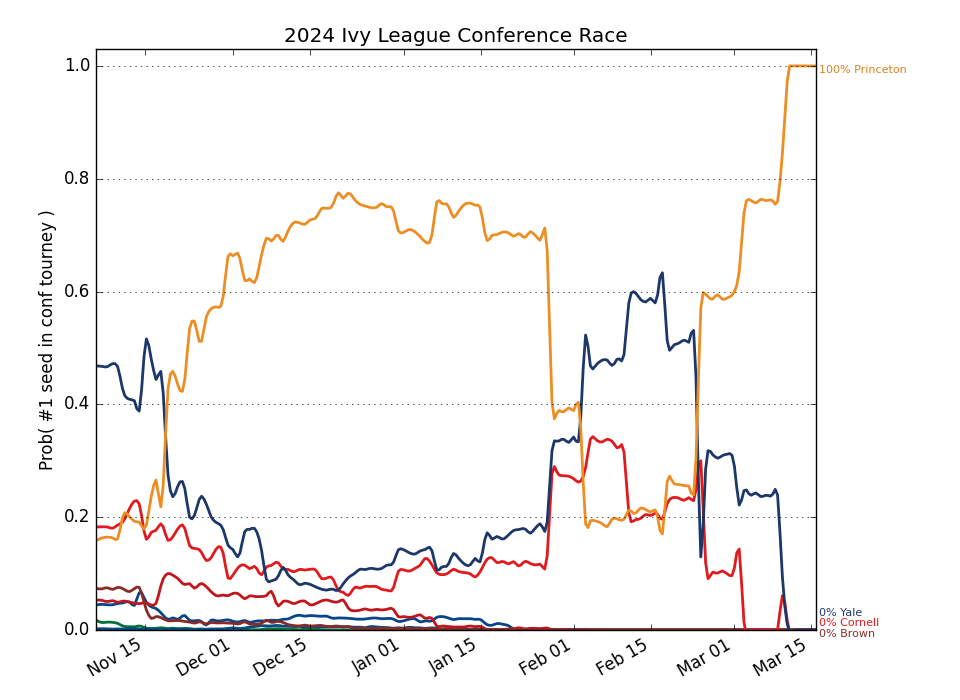 2024 Ivy League Conference Race
Prob( #1 seed in conf tourney )
1.0
0.8
0.6
0.4
0.2
0.0
100% Princeton
0% Yale
0% Cornell
0% Brown
Nov 15
Dec 01
Dec 15
Jan 01
Jan 15
Feb 01
Feb 15
Mar 01
Mar 15